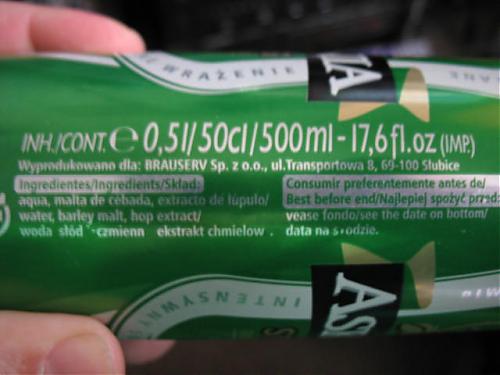 WRAŻENIE
INH./CONT. ℮ 0,5l/50cl/500ml-17,6fl.oz (IMP.)
Wyprodukowano dla: BRAUSERV Sp. z o.o., ul.Transportowa 8, 69-100 Słubice
Ingredientes/Ingredients/Skład:
aqua, malta de cebada, extracto de lúpulo/
water, barley malt, hop extract/
woda słód czmienn ekstrakt chmielow .
Consumir preferentemente antes de/
Best before end/Najlepiej spożyć przed:
vease fondo/see the date on bottom/
data na s.odzie.
INTENSYWNY